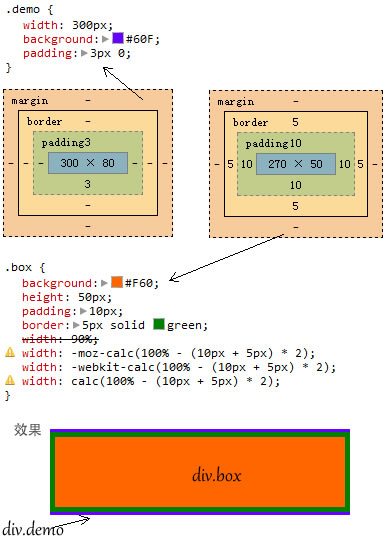 .demo {
width: 300px;
background: #60F;
padding: 3px 0;
}
margin -
border -
padding3
- - - 300 × 80 - - -
3
-
-
margin -
border 5
padding10
- 5 10 270 × 50 10 5 -
10
5
-
.box {
background: #F60;
height: 50px;
padding: 10px;
border: 5px solid green;
width: 90%;
width: -moz-calc(100% - (10px + 5px) * 2);
width: -webkit-calc(100% - (10px + 5px) * 2);
width: calc(100% - (10px + 5px) * 2);
}
效果
div.box
div.demo